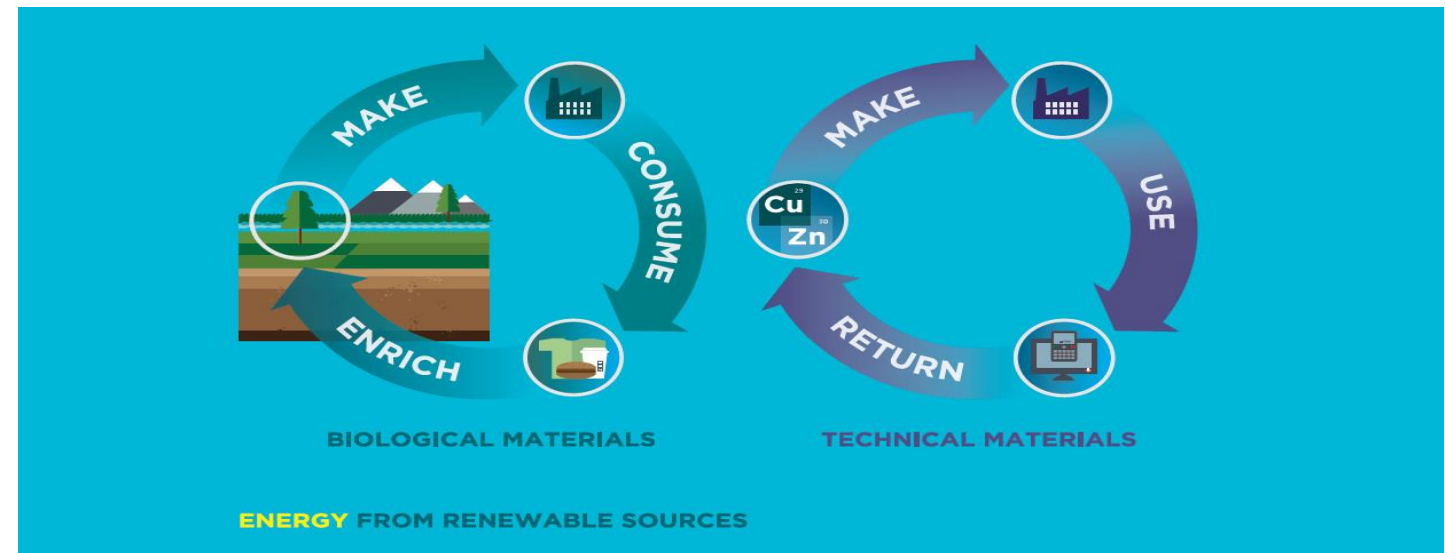 MAKE
CONSUME
ENRICH
BIOLOGICAL MATERIALS
MAKE
USE
29
Cu
30
Zn
RETURN
TECHNICAL MATERIALS
ENERGY FROM RENEWABLE SOURCES